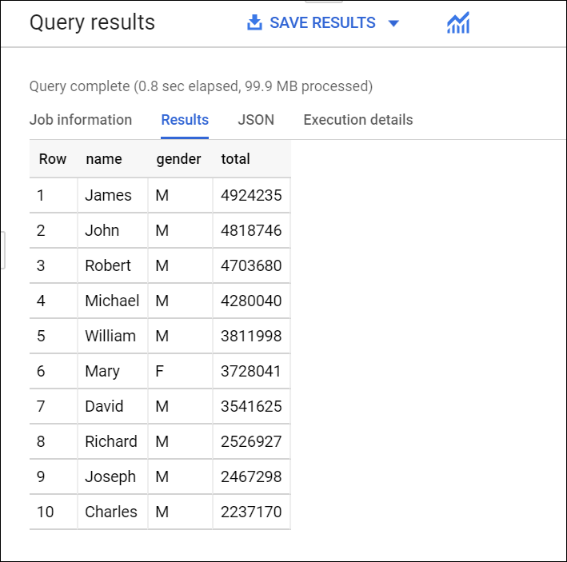 Query results SAVE RESULTS
Query complete (0.8 sec elapsed, 99.9 MB processed)
Job information Results JSON Execution details
Row name gender total
1 James M 4924235
2 John M 4818746
3 Robert M 4703680
4 Michael M 4280040
5 William M 3811998
6 Mary F 3728041
7 David M 3541625
8 Richard M 2526927
9 Joseph M 2467298
10 Charles M 2237170